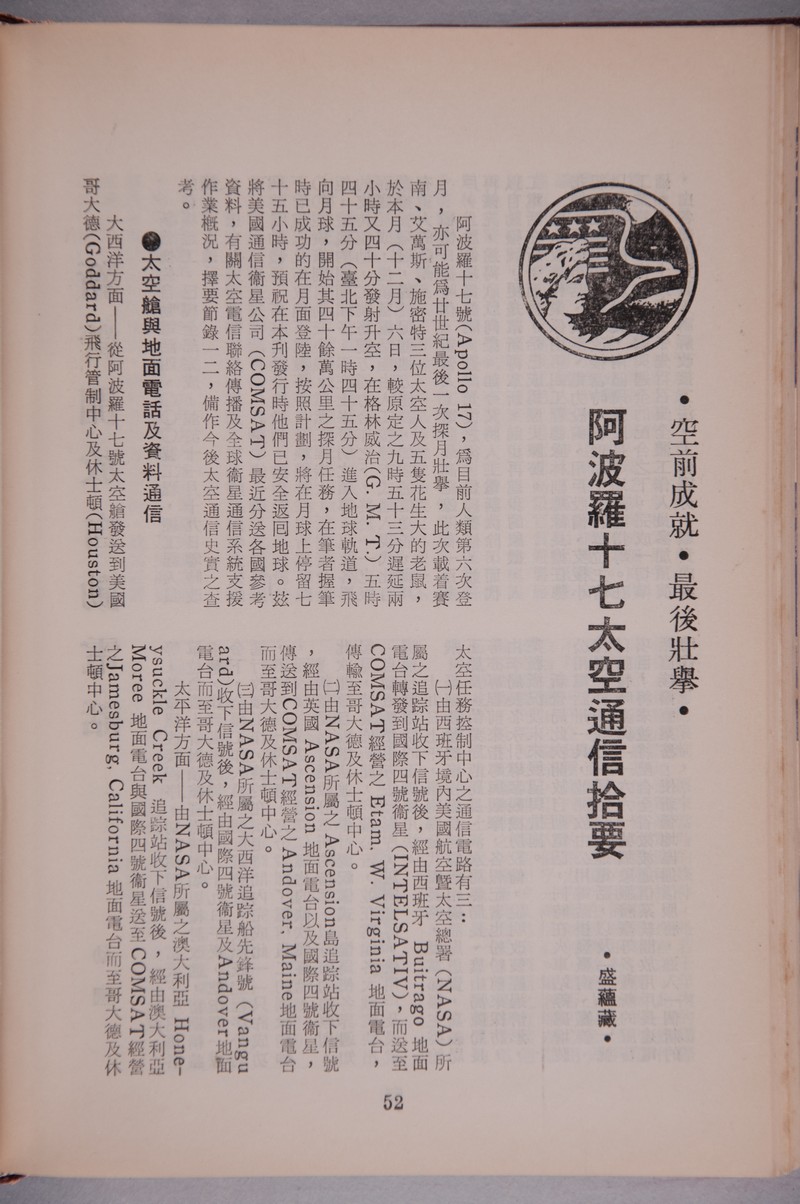 •空前成就•最後壯舉•
阿波羅十七太空通信拾要
•盛蘊藏•
阿波羅十七號(Apollo 17)，為目前人類第六次登
月，亦可能爲廿世紀最後一次探月壯舉，此次載着賽
南、艾萬斯、施密特三位太空人及五隻花生大的老鼠，
於本月（十二月）六日，較原定之九時五十三分遲延兩
小時又四十分發射升空，在格林威治(G. M. T.)五時
四十五分（臺北下午一時四十五分）進入地球軌道，飛
向月球，開始其四十餘萬公里之探月任務，在筆者握筆
時已成功的在月面登陸，按照計劃，將在月球上停留七
十五小時，預祝在本刊發行時他們已安全返囘地球。茲
將美國通信衞星公司（COMSAT）最近分送各國參考
資料，有關太空電信聯絡傳播及全球衞星通信系統支援
作業概況，擇要節錄一二，備作今後太空通信史實之查
考。
太空艙與地面電話及資料通信
大西洋方面——從阿波羅十七號太空艙發送到美國
哥大德(Goddard)飛行管制中心及休士頓(Houston)
太空任務控制中心之通信電路有三：
㈠由西班牙境內美國航空暨太空總署（NASA）所
屬之追踪站收下信號後，經由西班牙 Buitrago 地面
電台轉發到國際四號衞星（INTELSATIV），而送至
COMSAT經營之 Etam. W. Virginia 地面電台，
傳輸至哥大德及休士頓中心。
㈡由NASA所屬之Ascension島追踪站收下信號
，經由英國 Ascension 地面電台以及國際四號衞星，
傳送到COMSAT經營之Andover. Maine地面電台
而至哥大德及休士頓中心。
㈢由NASA所屬之大西洋追踪船先鋒號（Vangu
ard)收下信號後，經由國際四號衞星及Andover地面
電台而至哥大德及休士頓中心。
太平洋方面——由NASA所屬之澳大利亞 Hone-
ysuckle Creek 追踪站收下信號後，經由澳大利亞
Moree 地面電台與國際四號衞星送至COMSAT經營
之Jamesburg, California 地面電台而至哥大德及休
士頓中心。
52